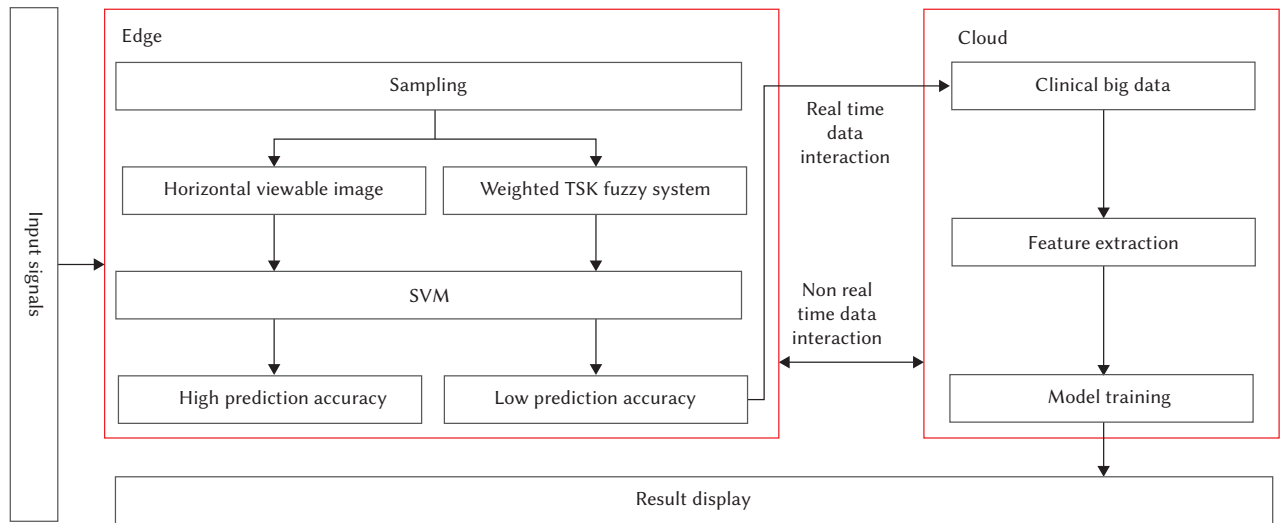 Input signals
Edge
Sampling
Horizontal viewable image
Weighted TSK fuzzy system
SVM
High prediction accuracy
Low prediction accuracy
Real time
data
interaction
Non real
time data
interaction
Cloud
Clinical big data
Feature extraction
Model training
Result display